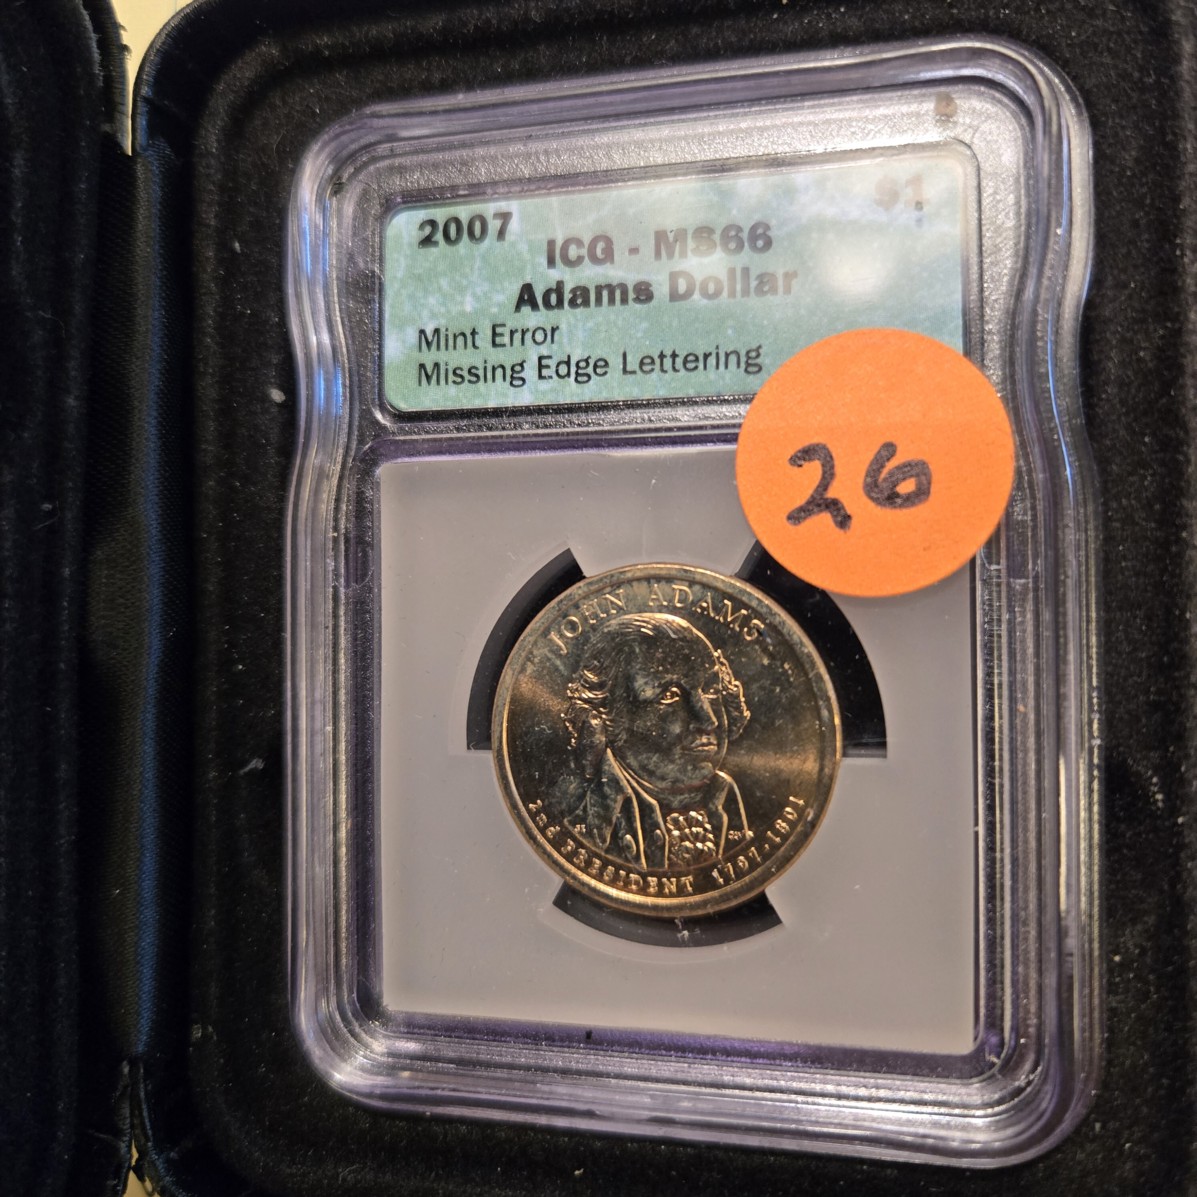 2007
$1
ICG - MS66
Adams Dollar
Mint Error
Missing Edge Lettering
26
JOHN ADAMS
2nd PRESIDENT 1797-1801